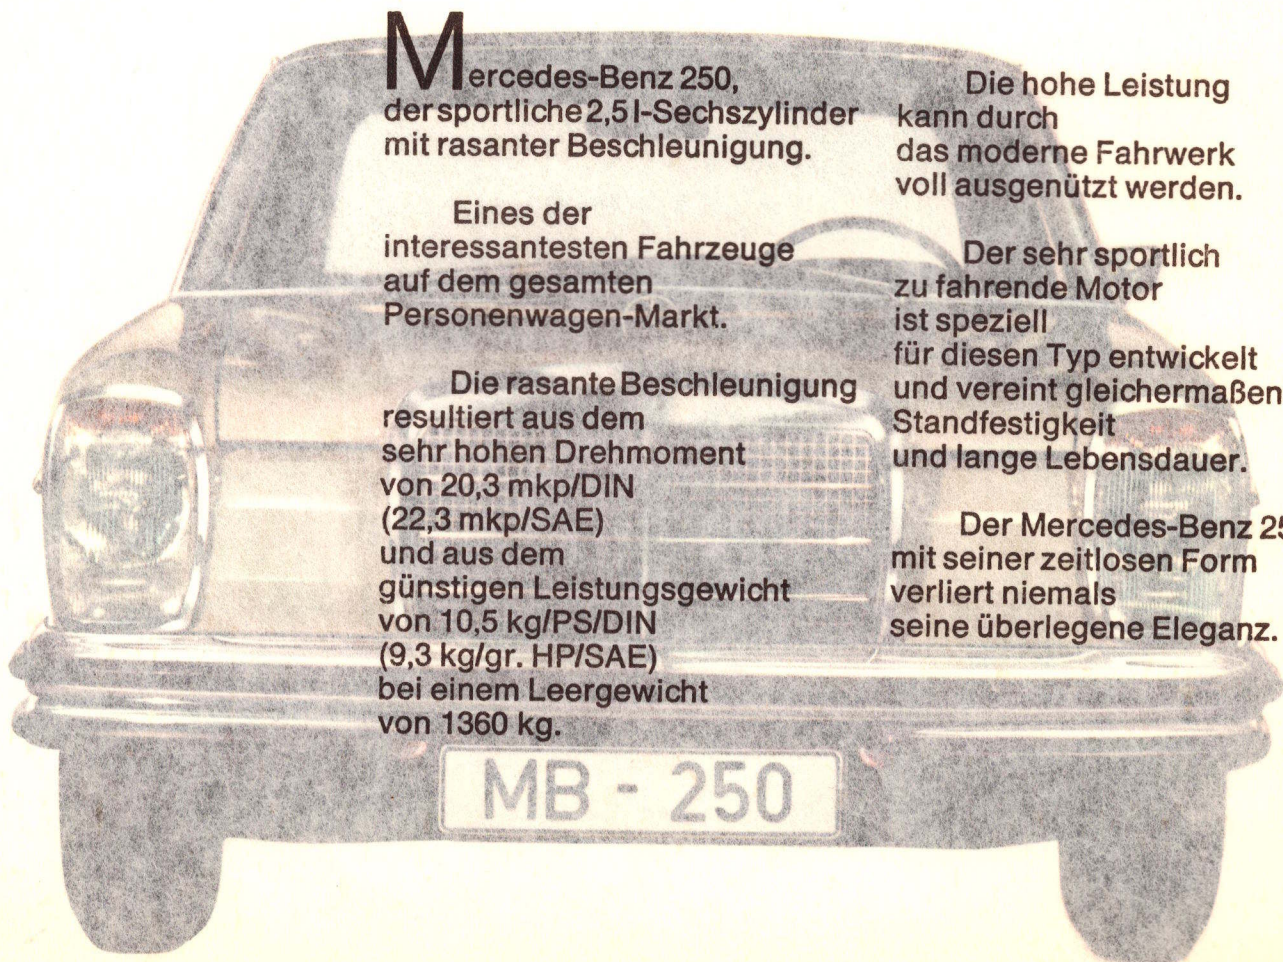 Mercedes-Benz 250,
der sportliche 2,5 l-Sechszylinder
mit rasanter Beschleunigung.
Eines der
interessantesten Fahrzeuge
auf dem gesamten
Personenwagen-Markt.
Die rasante Beschleunigung
resultiert aus dem
sehr hohen Drehmoment
von 20,3 mkp/DIN
(22,3 mkp/SAE)
und aus dem
günstigen Leistungsgewicht
von 10,5 kg/PS/DIN
(9,3 kg/gr. HP/SAE)
bei einem Leergewicht
von 1360 kg.
Die hohe Leistung
kann durch
das moderne Fahrwerk
voll ausgenützt werden.
Der sehr sportlich
zu fahrende Motor
ist speziell
für diesen Typ entwickelt
und vereint gleichermaßen
Standfestigkeit
und lange Lebensdauer.
Der Mercedes-Benz
mit seiner zeitlosen Form
verliert niemals
seine überlegene Eleganz.
MB - 250